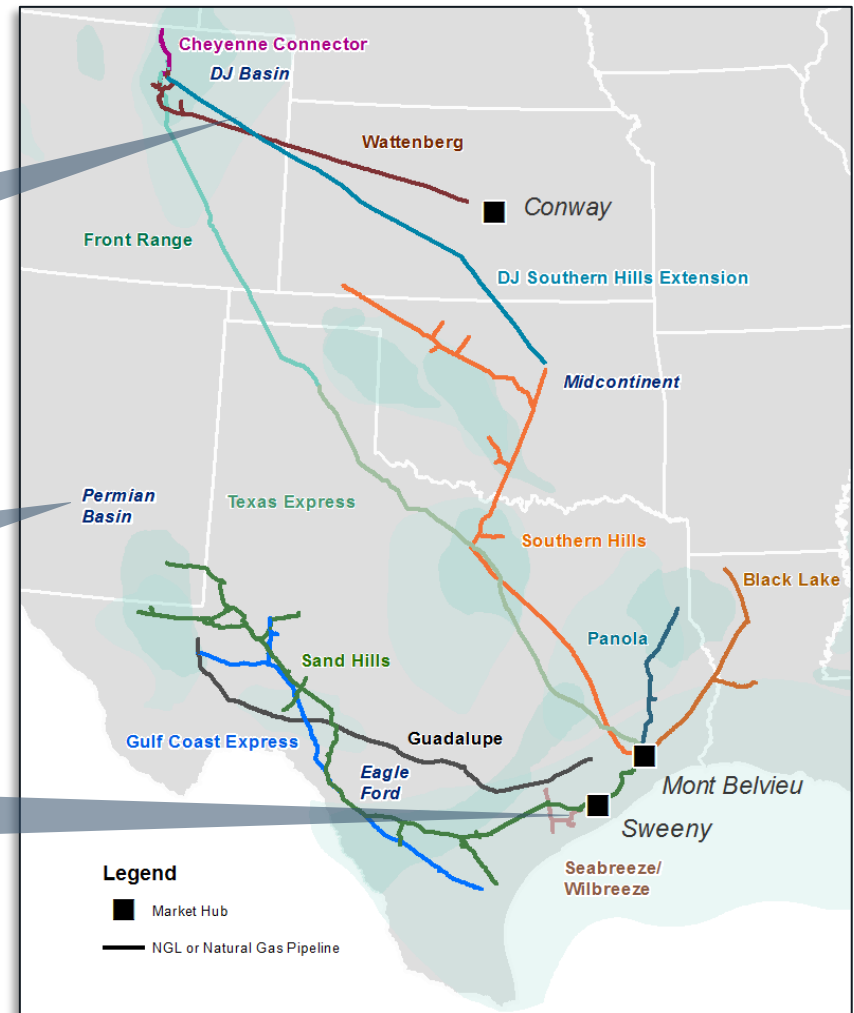 Cheyenne Connector
DJ Basin
Wattenberg
Conway
Front Range
DJ Southern Hills Extension
Midcontinent
Permian
Basin
Texas Express
Southern Hills
Black Lake
Panola
Sand Hills
Guadalupe
Gulf Coast Express
Eagle
Ford
Mont Belvieu
Sweeny
Seabreeze/
Wilbreeze
Legend
Market Hub
NGL or Natural Gas Pipeline